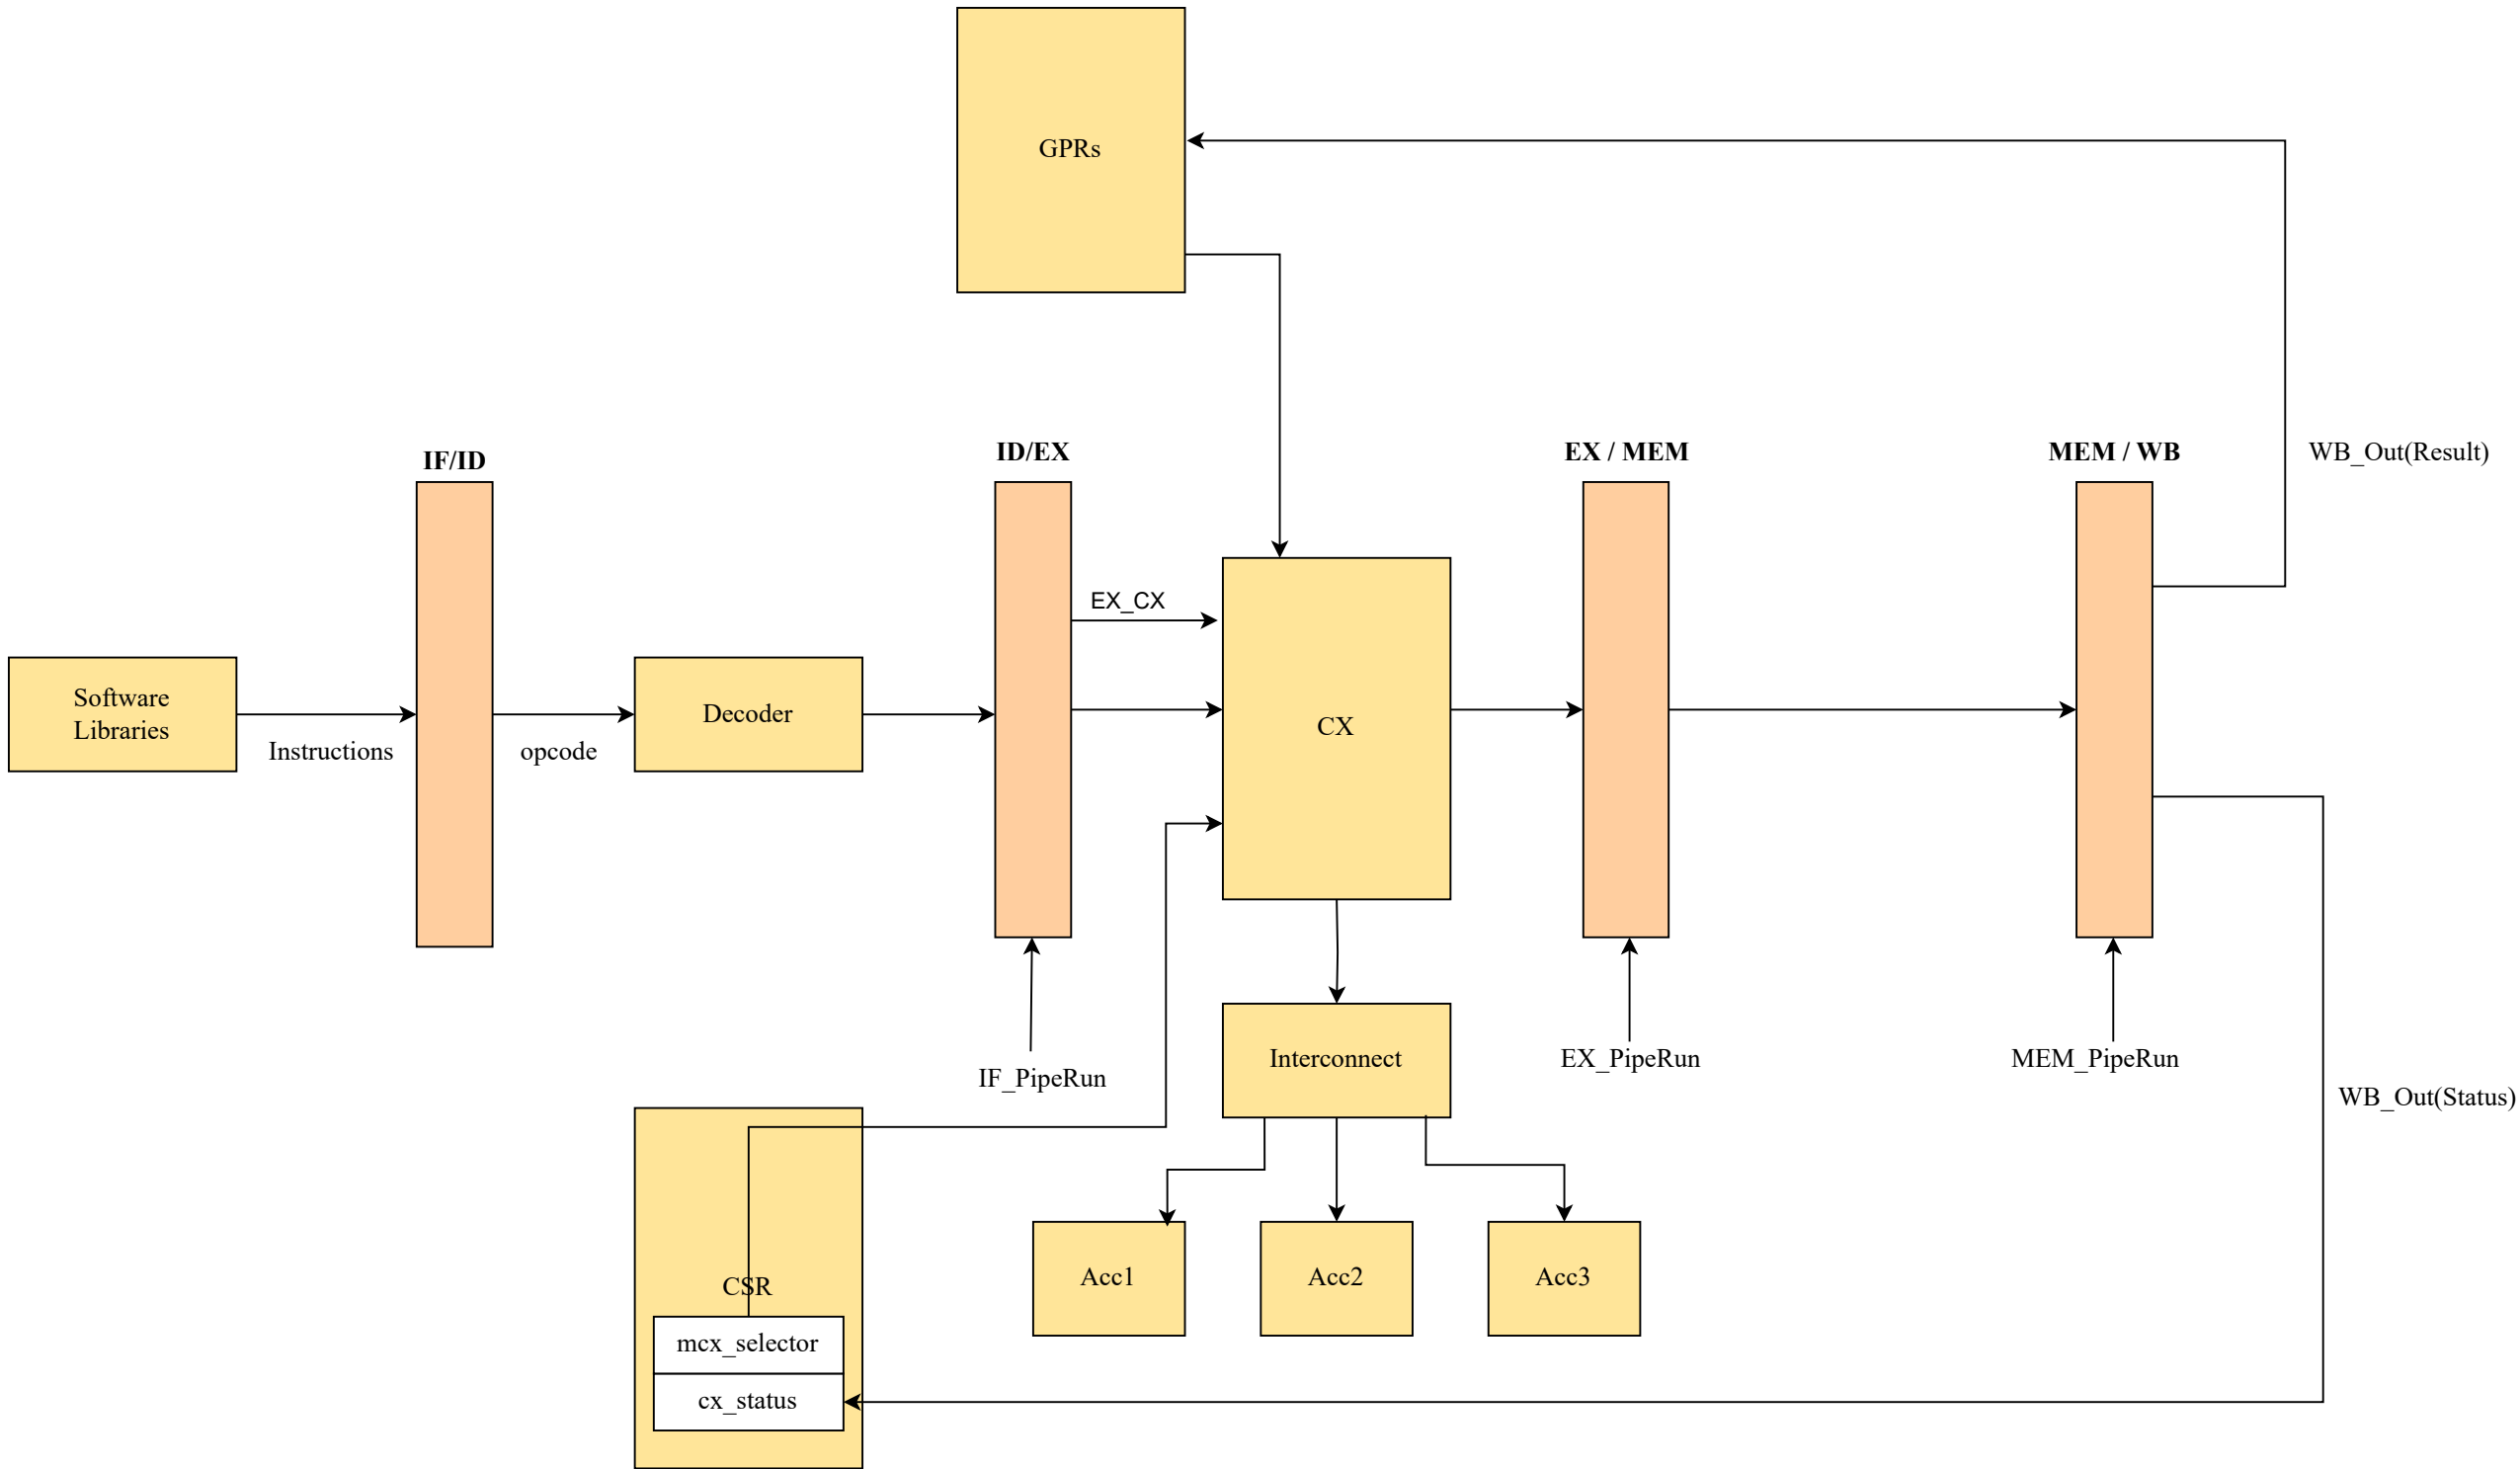 GPRs
IF/ID
ID/EX
EX / MEM
MEM / WB
WB_Out(Result)
EX_CX
Software
Libraries
Instructions
opcode
Decoder
CX
Interconnect
IF_PipeRun
EX_PipeRun
MEM_PipeRun
WB_Out(Status)
Acc1
Acc2
Acc3
CSR
mcx_selector
cx_status